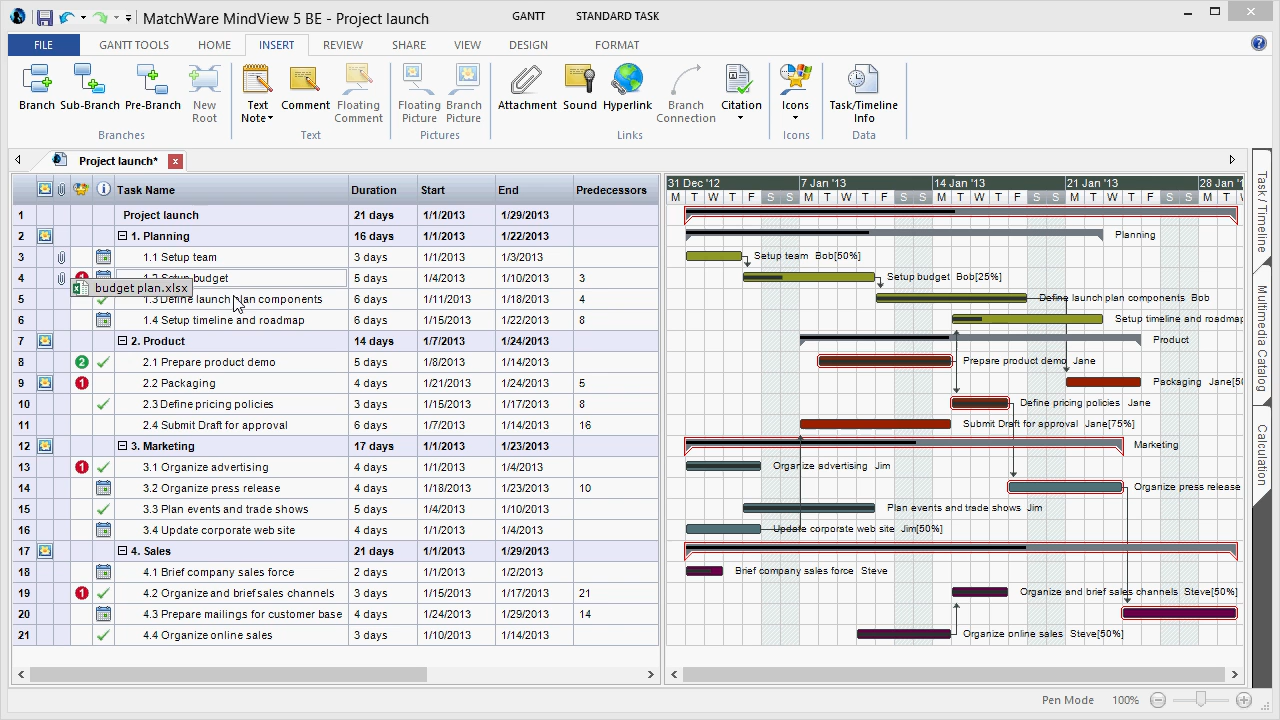 MatchWare MindView 5 BE - Project launch GANTT STANDARD TASK
FILE GANTT TOOLS HOME INSERT REVIEW SHARE VIEW DESIGN FORMAT
Branch Sub-Branch Pre-Branch New Root Text Note Comment Floating Comment Floating Picture Branch Picture Attachment Sound Hyperlink Branch Connection Citation Icons Task/Timeline Info
Branches Text Pictures Links Icons Data
Project launch* x
Task Name Duration Start End Predecessors
31 Dec '12 7 Jan '13 14 Jan '13 21 Jan '13 28 Jan '1
M T W T F S S M T W T F S S M T W T F S S M T W T F S S M T
1 Project launch 21 days 1/1/2013 1/29/2013
2 1. Planning 16 days 1/1/2013 1/22/2013 Planning
3 1.1 Setup team 3 days 1/1/2013 1/3/2013 Setup team Bob[50%]
4 1.2 Setup budget 5 days 1/4/2013 1/10/2013 3 Setup budget Bob[25%]
budget plan.xlsx
5 1.3 Define launch plan components 6 days 1/11/2013 1/18/2013 4 Define launch plan components Bob
6 1.4 Setup timeline and roadmap 6 days 1/15/2013 1/22/2013 8 Setup timeline and roadmap
7 2. Product 14 days 1/7/2013 1/24/2013 Product
8 2 2.1 Prepare product demo 5 days 1/8/2013 1/14/2013 Prepare product demo Jane
9 1 2.2 Packaging 4 days 1/21/2013 1/24/2013 5 Packaging Jane[50
10 2.3 Define pricing policies 3 days 1/15/2013 1/17/2013 8 Define pricing policies Jane
11 2.4 Submit Draft for approval 6 days 1/7/2013 1/14/2013 16 Submit Draft for approval Jane[75%]
12 3. Marketing 17 days 1/1/2013 1/23/2013 Marketing
13 1 3.1 Organize advertising 4 days 1/1/2013 1/4/2013 Organize advertising Jim
14 3.2 Organize press release 4 days 1/18/2013 1/23/2013 10 Organize press release
15 3.3 Plan events and trade shows 5 days 1/4/2013 1/10/2013 Plan events and trade shows Jim
16 3.4 Update corporate web site 4 days 1/1/2013 1/4/2013 Update corporate web site Jim[50%]
17 4. Sales 21 days 1/1/2013 1/29/2013
18 4.1 Brief company sales force 2 days 1/1/2013 1/2/2013 Brief company sales force Steve
19 1 4.2 Organize and brief sales channels 3 days 1/15/2013 1/17/2013 21 Organize and brief sales channels Steve[50%]
20 4.3 Prepare mailings for customer base 4 days 1/24/2013 1/29/2013 14
21 4.4 Organize online sales 3 days 1/10/2013 1/14/2013 Organize online sales Steve[50%]
Task / Timeline
Multimedia Catalog
Calculation
Pen Mode 100%